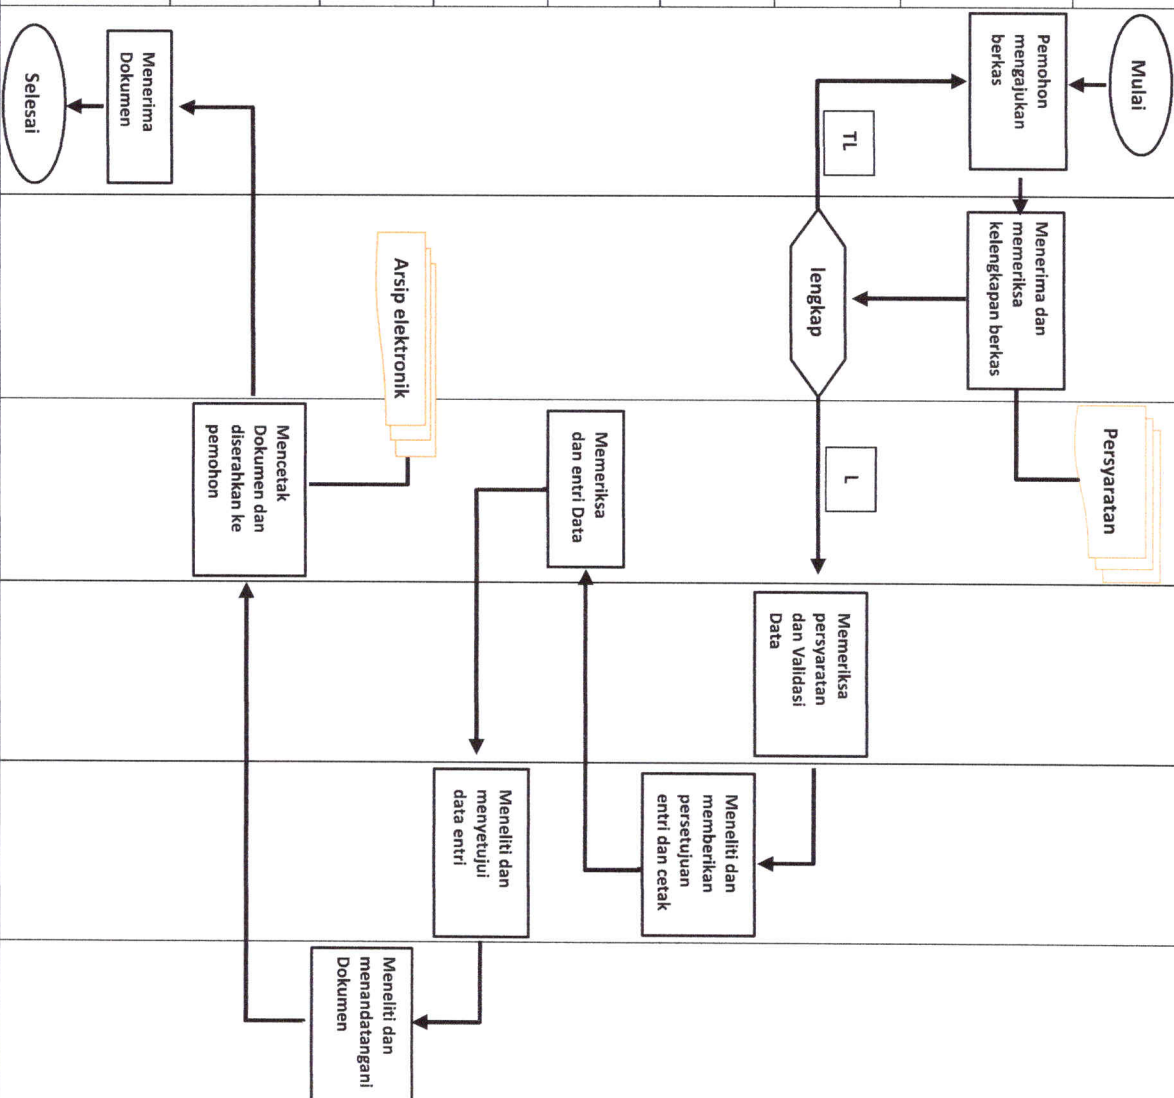 Mulai
Pemohon
mengajukan
berkas
Menerima dan
memeriksa
kelengkapan berkas
Persyaratan
TL
lengkap
L
Memeriksa
persyaratan
dan Validasi
Data
Meneliti dan
memberikan
persetujuan
entri dan cetak
Memeriksa
dan entri Data
Meneliti dan
menyetujui
data entri
Meneliti dan
menandatangani
Dokumen
Arsip elektronik
Mencetak
Dokumen dan
diserahkan ke
pemohon
Menerima
Dokumen
Selesai